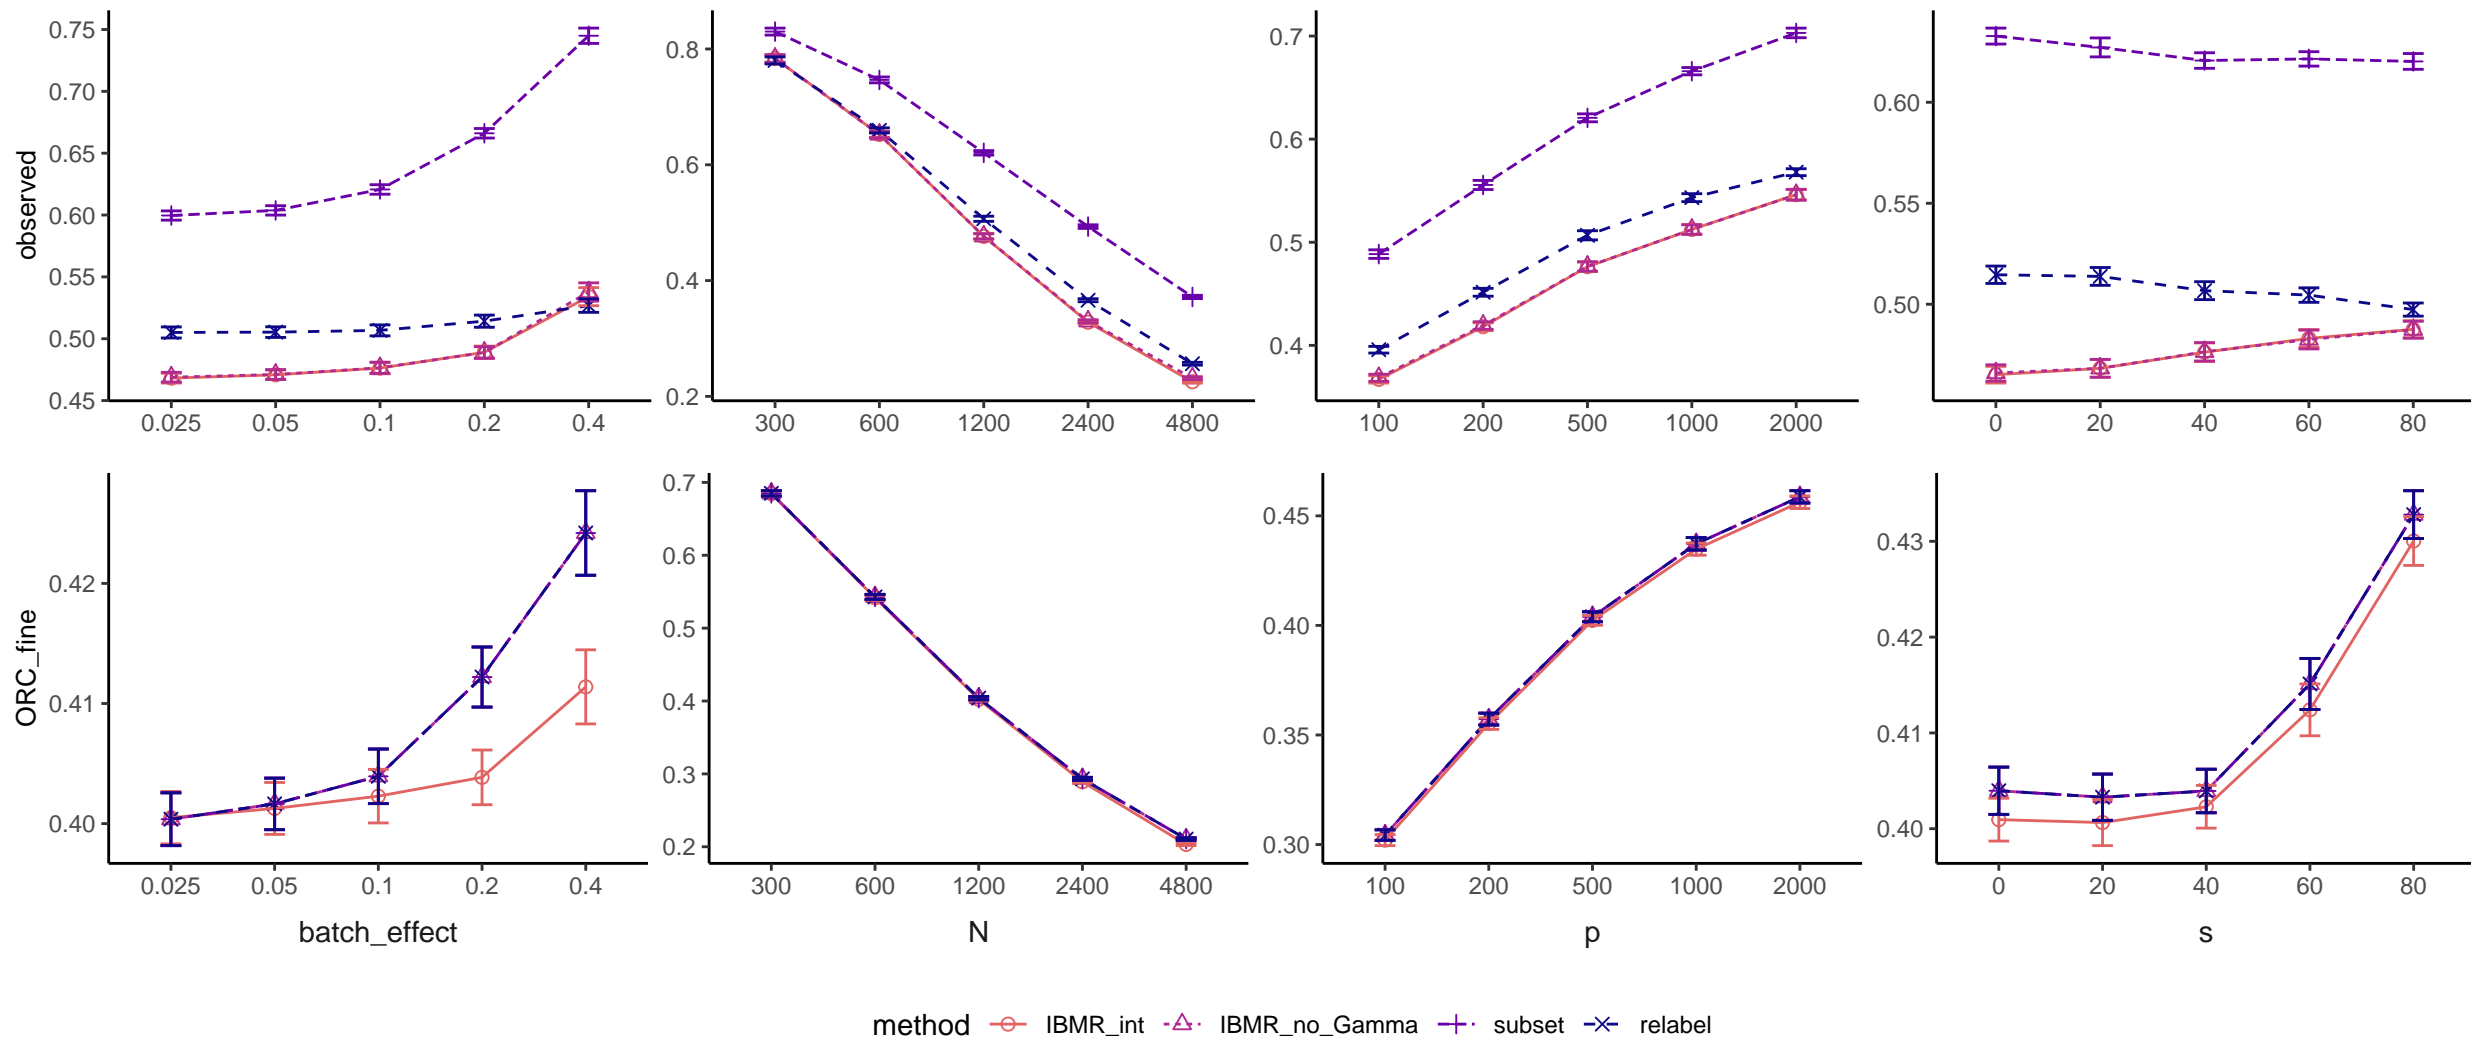 observed
0.75
0.70
0.65
0.60
0.55
0.50
0.45
0.025 0.05 0.1 0.2 0.4
0.8
0.6
0.4
0.2
300 600 1200 2400 4800
0.7
0.6
0.5
0.4
100 200 500 1000 2000
0.60
0.50
0 20 40 60 80
ORC_fine
0.42
0.41
0.40
0.025 0.05 0.1 0.2 0.4
batch_effect
0.7
0.6
0.5
0.4
0.3
0.2
300 600 1200 2400 4800
N
0.45
0.40
0.35
0.30
100 200 500 1000 2000
p
0.43
0.42
0.41
0.40
0 20 40 60 80
s
method IBMR_int IBMR_no_Gamma subset relabel